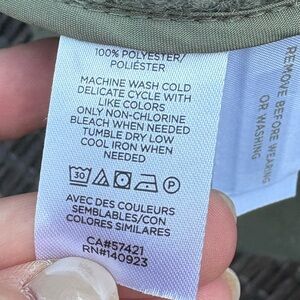 100% POLYESTER/
POLIÉSTER
MACHINE WASH COLD
DELICATE CYCLE WITH
LIKE COLORS
ONLY NON-CHLORINE
BLEACH WHEN NEEDED
TUMBLE DRY LOW
COOL IRON WHEN
NEEDED
30 P
AVEC DES COULEURS
SEMBLABLES/CON
COLORES SIMILARES
CA#57421
RN#140923
BEFORE WEARING
OR WASHING